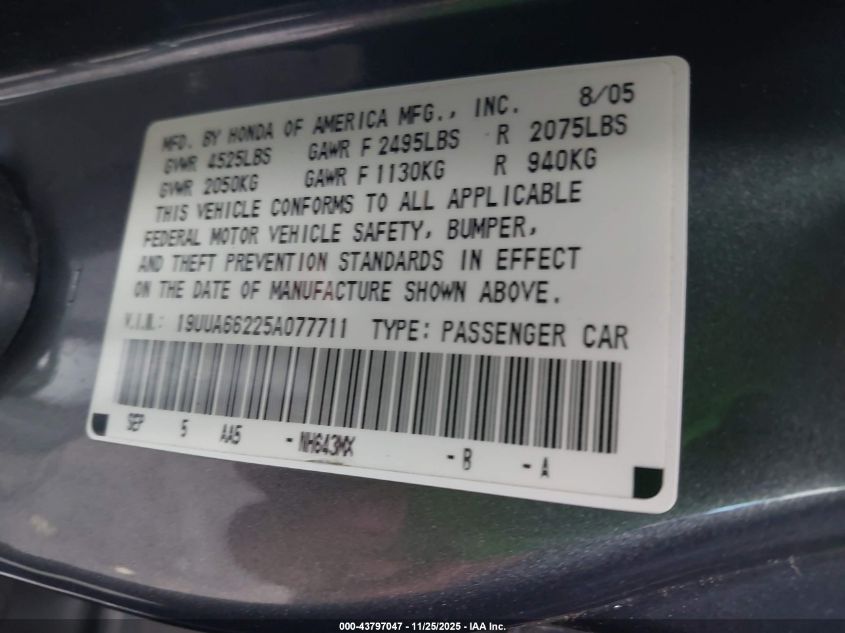 MFD. BY HONDA OF AMERICA MFG., INC. 8/05
GVWR 4525LBS GAWR F 2495LBS R 2075LBS
GVWR 2050KG GAWR F 1130KG R 940KG
THIS VEHICLE CONFORMS TO ALL APPLICABLE
FEDERAL MOTOR VEHICLE SAFETY, BUMPER,
AND THEFT PREVENTION STANDARDS IN EFFECT
ON THE DATE OF MANUFACTURE SHOWN ABOVE.
V.I.N.: 19UUA66225A077711 TYPE: PASSENGER CAR
SEP 5 AA5 -NH643MX -B -A
000-43797047 - 11/25/2025 - IAA Inc.